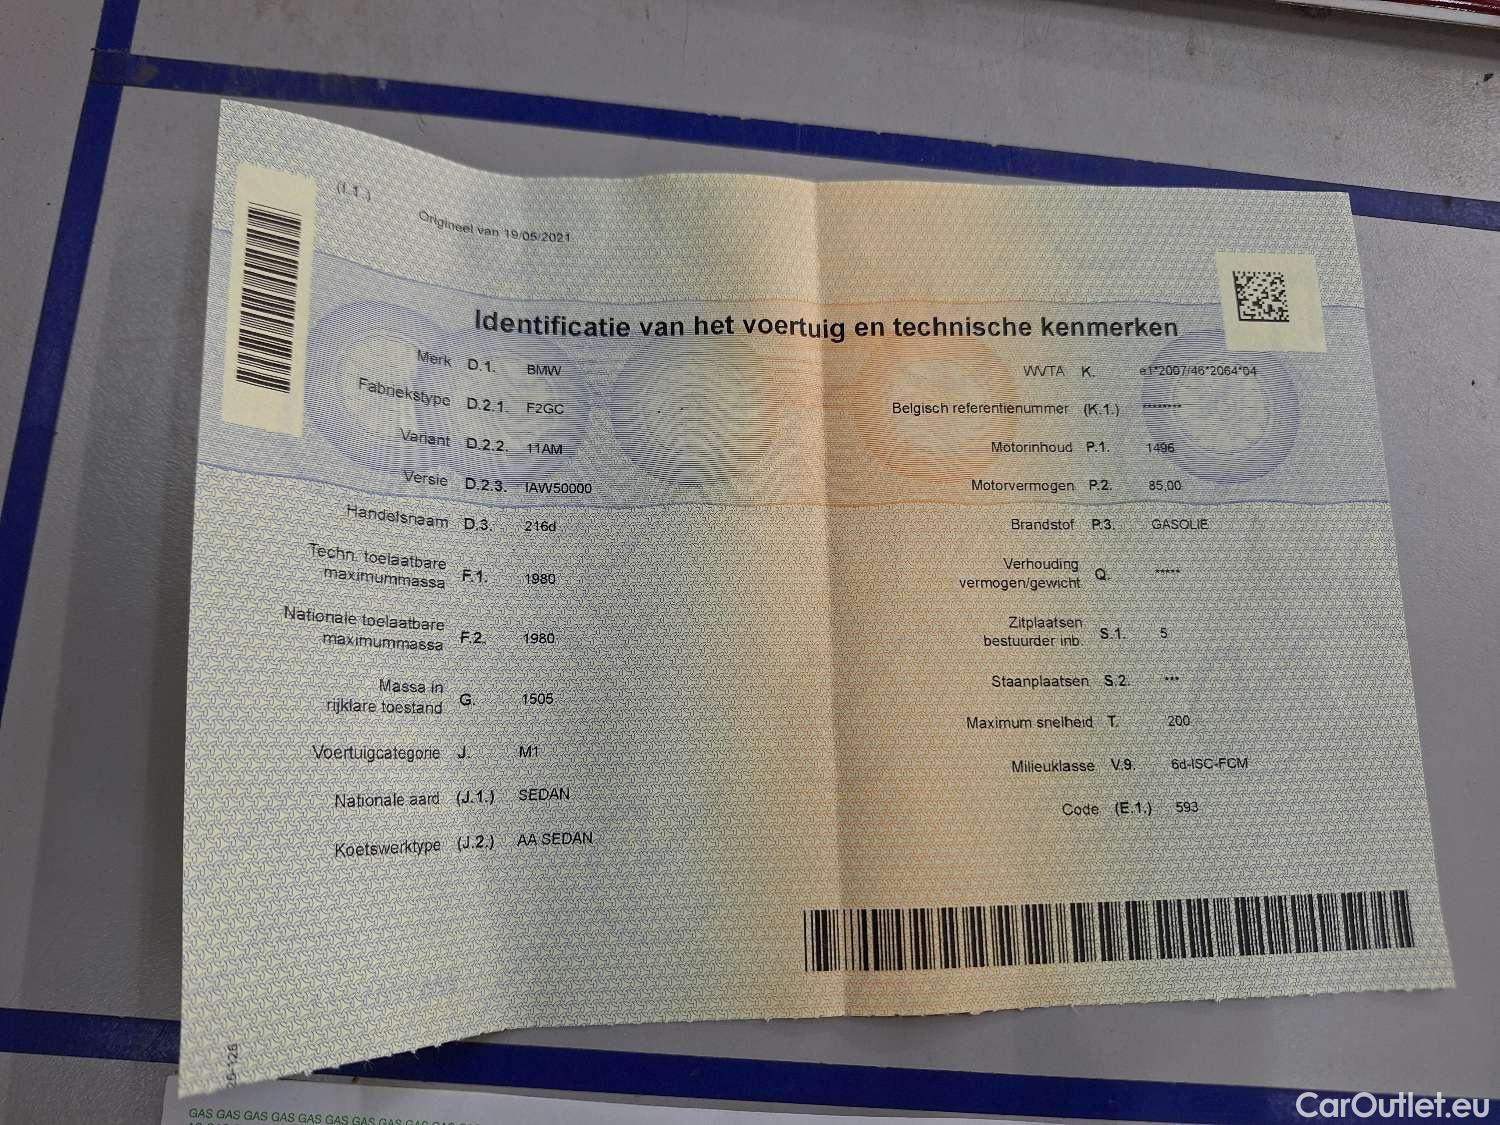 (I.1.)
Origineel van 19/05/2021
Identificatie van het voertuig en technische kenmerken
Merk D.1. BMW
Fabriekstype D.2.1. F2GC
Variant D.2.2. 11AM
Versie D.2.3. IAW50000
Handelsnaam D.3. 216d
Techn. toelaatbare
maximummassa F.1. 1980
Nationale toelaatbare
maximummassa F.2. 1980
Massa in
rijklare toestand G. 1505
Voertuigcategorie J. M1
Nationale aard (J.1.) SEDAN
Koetswerktype (J.2.) AA SEDAN
WVTA K. e1*2007/46*2064*04
Belgisch referentienummer (K.1.) ********
Motorinhoud P.1. 1496
Motorvermogen P.2. 85,00
Brandstof P.3. GASOLIE
Verhouding
vermogen/gewicht Q. *****
Zitplaatsen
bestuurder inb. S.1. 5
Staanplaatsen S.2. ***
Maximum snelheid T. 200
Milieuklasse V.9. 6d-ISC-FCM
Code (E.1.) 593
GAS GAS GAS GAS GAS GAS GAS GAS GAS GAS
CarOutlet.eu